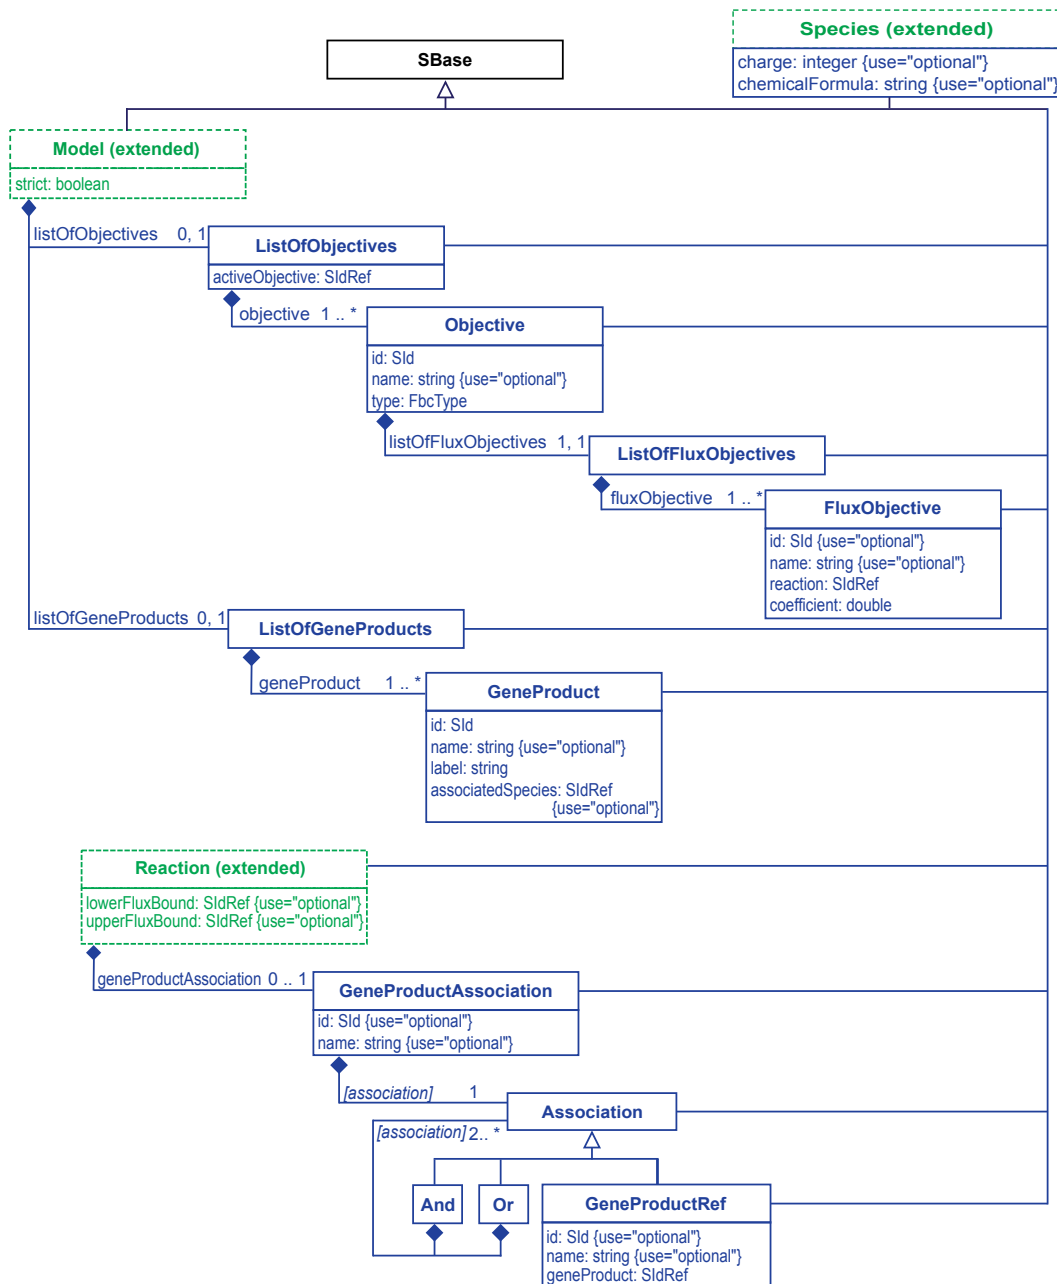 Species (extended)
charge: integer {use="optional"}
chemicalFormula: string {use="optional"}
SBase
Model (extended)
strict: boolean
listOfObjectives 0, 1
ListOfObjectives
activeObjective: SIdRef
objective 1 .. *
Objective
id: SId
name: string {use="optional"}
type: FbcType
listOfFluxObjectives 1, 1
ListOfFluxObjectives
fluxObjective 1 .. *
FluxObjective
id: SId {use="optional"}
name: string {use="optional"}
reaction: SIdRef
coefficient: double
listOfGeneProducts 0, 1
ListOfGeneProducts
geneProduct 1 .. *
GeneProduct
id: SId
name: string {use="optional"}
label: string
associatedSpecies: SIdRef
{use="optional"}
Reaction (extended)
lowerFluxBound: SIdRef {use="optional"}
upperFluxBound: SIdRef {use="optional"}
geneProductAssociation 0 .. 1
GeneProductAssociation
id: SId {use="optional"}
name: string {use="optional"}
[association] 1
Association
[association] 2.. *
And
Or
GeneProductRef
id: SId {use="optional"}
name: string {use="optional"}
geneProduct: SIdRef